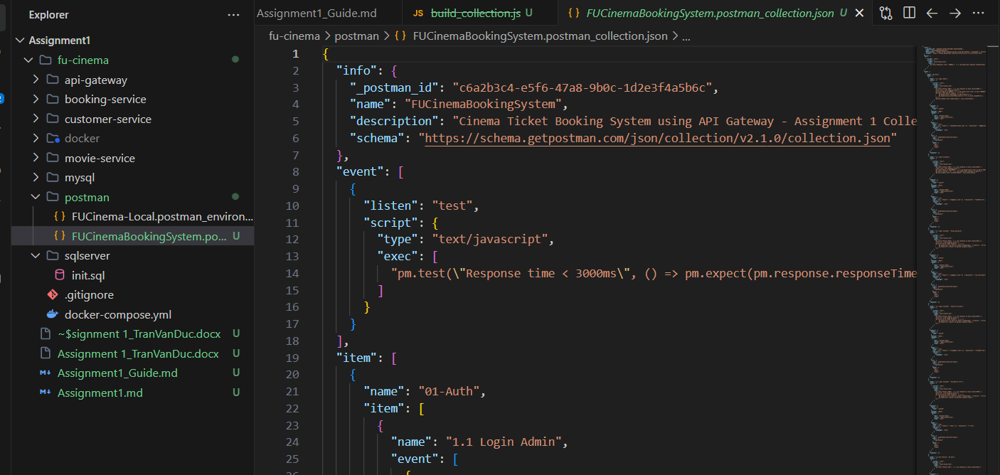 Explorer
Assignment1
fu-cinema
api-gateway
booking-service
customer-service
docker
movie-service
mysql
postman
FUCinema-Local.postman_environ...
FUCinemaBookingSystem.po... U
sqlserver
init.sql
.gitignore
docker-compose.yml
~$signment 1_TranVanDuc.docx U
Assignment 1_TranVanDuc.docx U
Assignment1_Guide.md U
Assignment1.md U
Assignment1_Guide.md
JS build_collection.js U
{} FUCinemaBookingSystem.postman_collection.json U
fu-cinema > postman > {} FUCinemaBookingSystem.postman_collection.json > ...
1 {
2 "info": {
3 "_postman_id": "c6a2b3c4-e5f6-47a8-9b0c-1d2e3f4a5b6c",
4 "name": "FUCinemaBookingSystem",
5 "description": "Cinema Ticket Booking System using API Gateway - Assignment 1 Colle
6 "schema": "https://schema.getpostman.com/json/collection/v2.1.0/collection.json"
7 },
8 "event": [
9 {
10 "listen": "test",
11 "script": {
12 "type": "text/javascript",
13 "exec": [
14 "pm.test(\"Response time < 3000ms\", () => pm.expect(pm.response.responseTime
15 ]
16 }
17 }
18 ],
19 "item": [
20 {
21 "name": "01-Auth",
22 "item": [
23 {
24 "name": "1.1 Login Admin",
25 "event": [
26 {